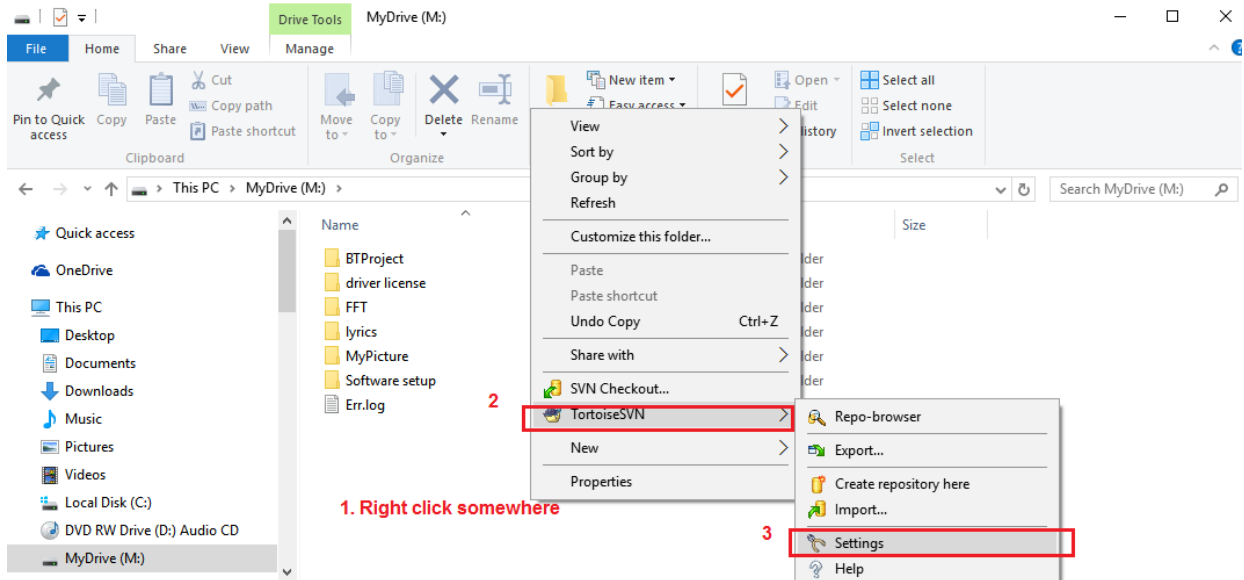 Drive Tools MyDrive (M:)
File Home Share View Manage
Pin to Quick access
Copy
Paste
Cut
Copy path
Paste shortcut
Clipboard
Move to
Copy to
Delete
Rename
Organize
New item
Easy access
Open
Edit
History
Select all
Select none
Invert selection
Select
This PC > MyDrive (M:) >
Search MyDrive (M:)
Quick access
OneDrive
This PC
Desktop
Documents
Downloads
Music
Pictures
Videos
Local Disk (C:)
DVD RW Drive (D:) Audio CD
MyDrive (M:)
Name
Size
BTProject
driver license
FFT
lyrics
MyPicture
Software setup
Err.log
lder
lder
lder
lder
lder
lder
View
Sort by
Group by
Refresh
Customize this folder...
Paste
Paste shortcut
Undo Copy Ctrl+Z
Share with
SVN Checkout...
2
TortoiseSVN
New
Properties
1. Right click somewhere
Repo-browser
Export...
Create repository here
Import...
3
Settings
Help